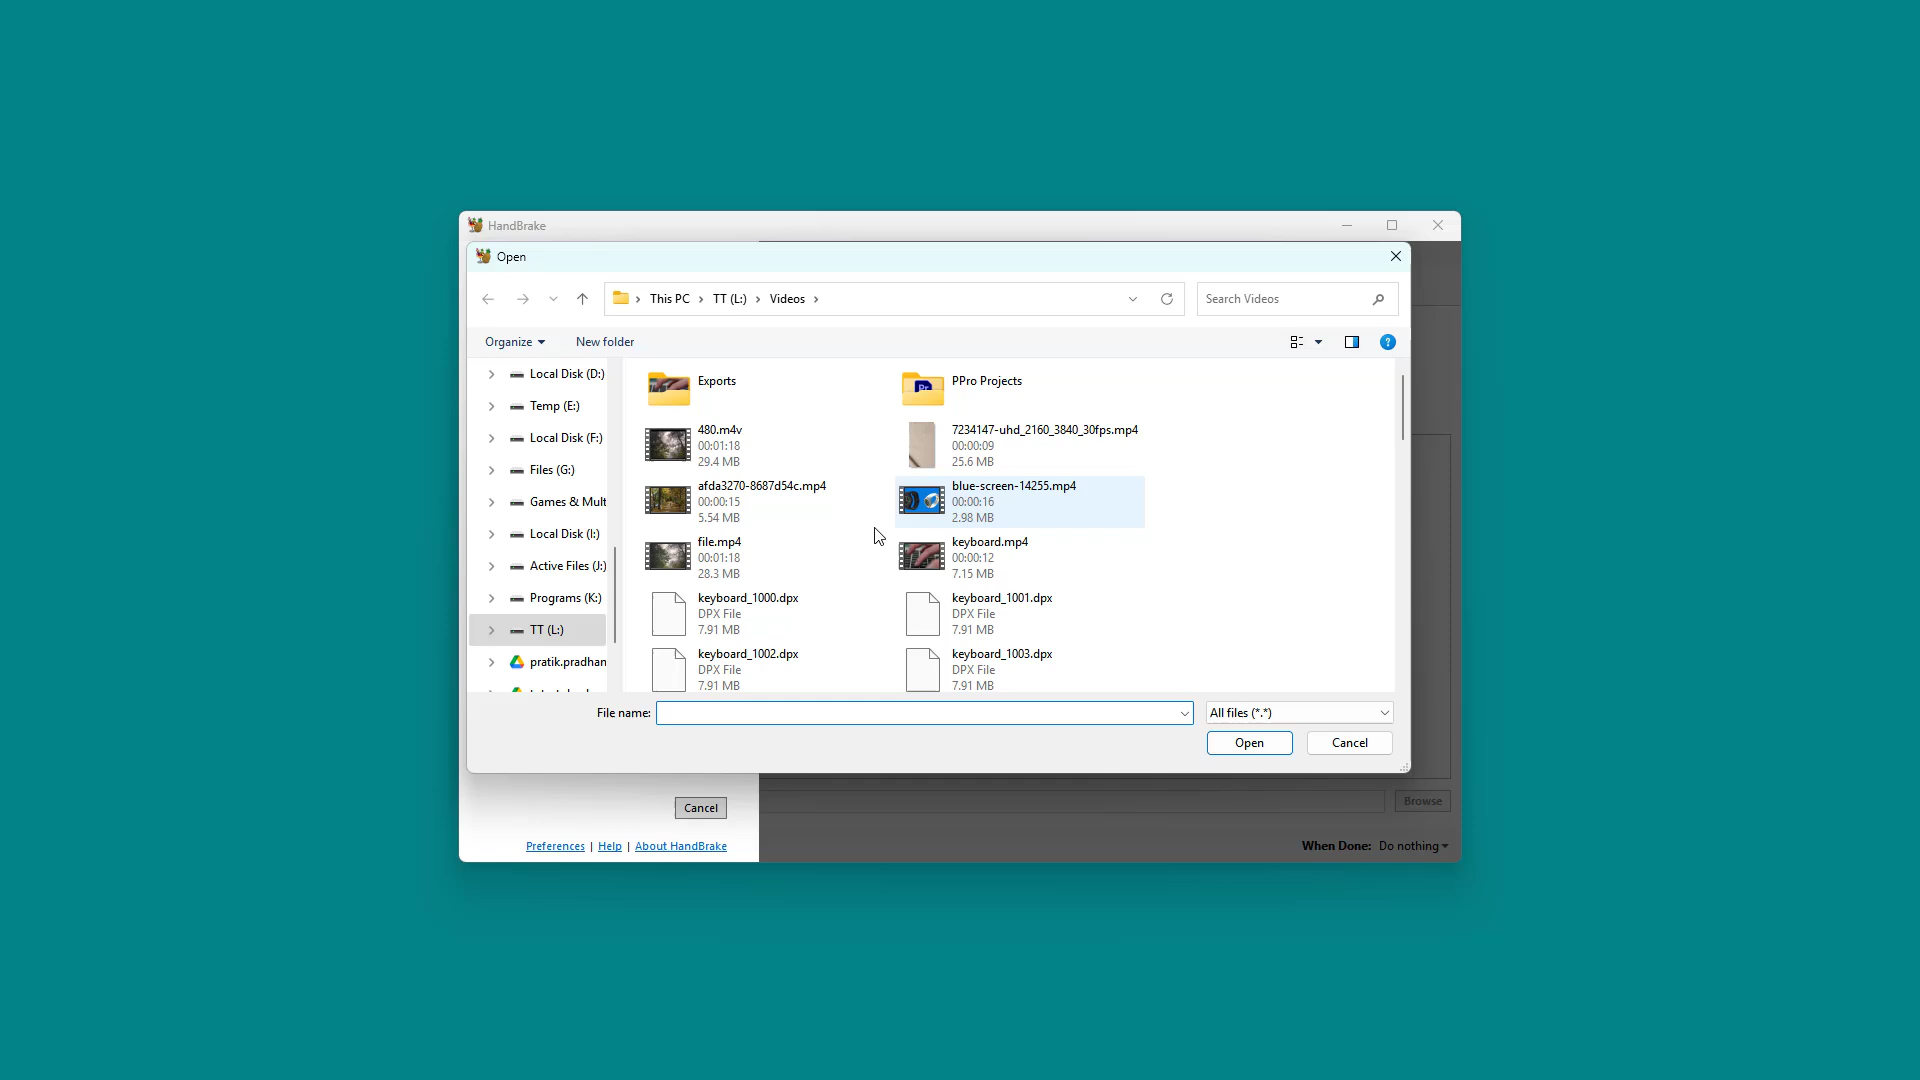 HandBrake
Open
This PC > TT (L:) > Videos >
Search Videos
Organize
New folder
?
Local Disk (D:)
Temp (E:)
Local Disk (F:)
Files (G:)
Games & Mult
Local Disk (I:)
Active Files (J:)
Programs (K:)
TT (L:)
pratik.pradhan
Exports
Pr
PPro Projects
480.m4v
00:01:18
29.4 MB
7234147-uhd_2160_3840_30fps.mp4
00:00:09
25.6 MB
afda3270-8687d54c.mp4
00:00:15
5.54 MB
blue-screen-14255.mp4
00:00:16
2.98 MB
file.mp4
00:01:18
28.3 MB
keyboard.mp4
00:00:12
7.15 MB
keyboard_1000.dpx
DPX File
7.91 MB
keyboard_1001.dpx
DPX File
7.91 MB
keyboard_1002.dpx
DPX File
7.91 MB
keyboard_1003.dpx
DPX File
7.91 MB
File name:
All files (*.*)
Open
Cancel
Cancel
Browse
Preferences | Help | About HandBrake
When Done: Do nothing